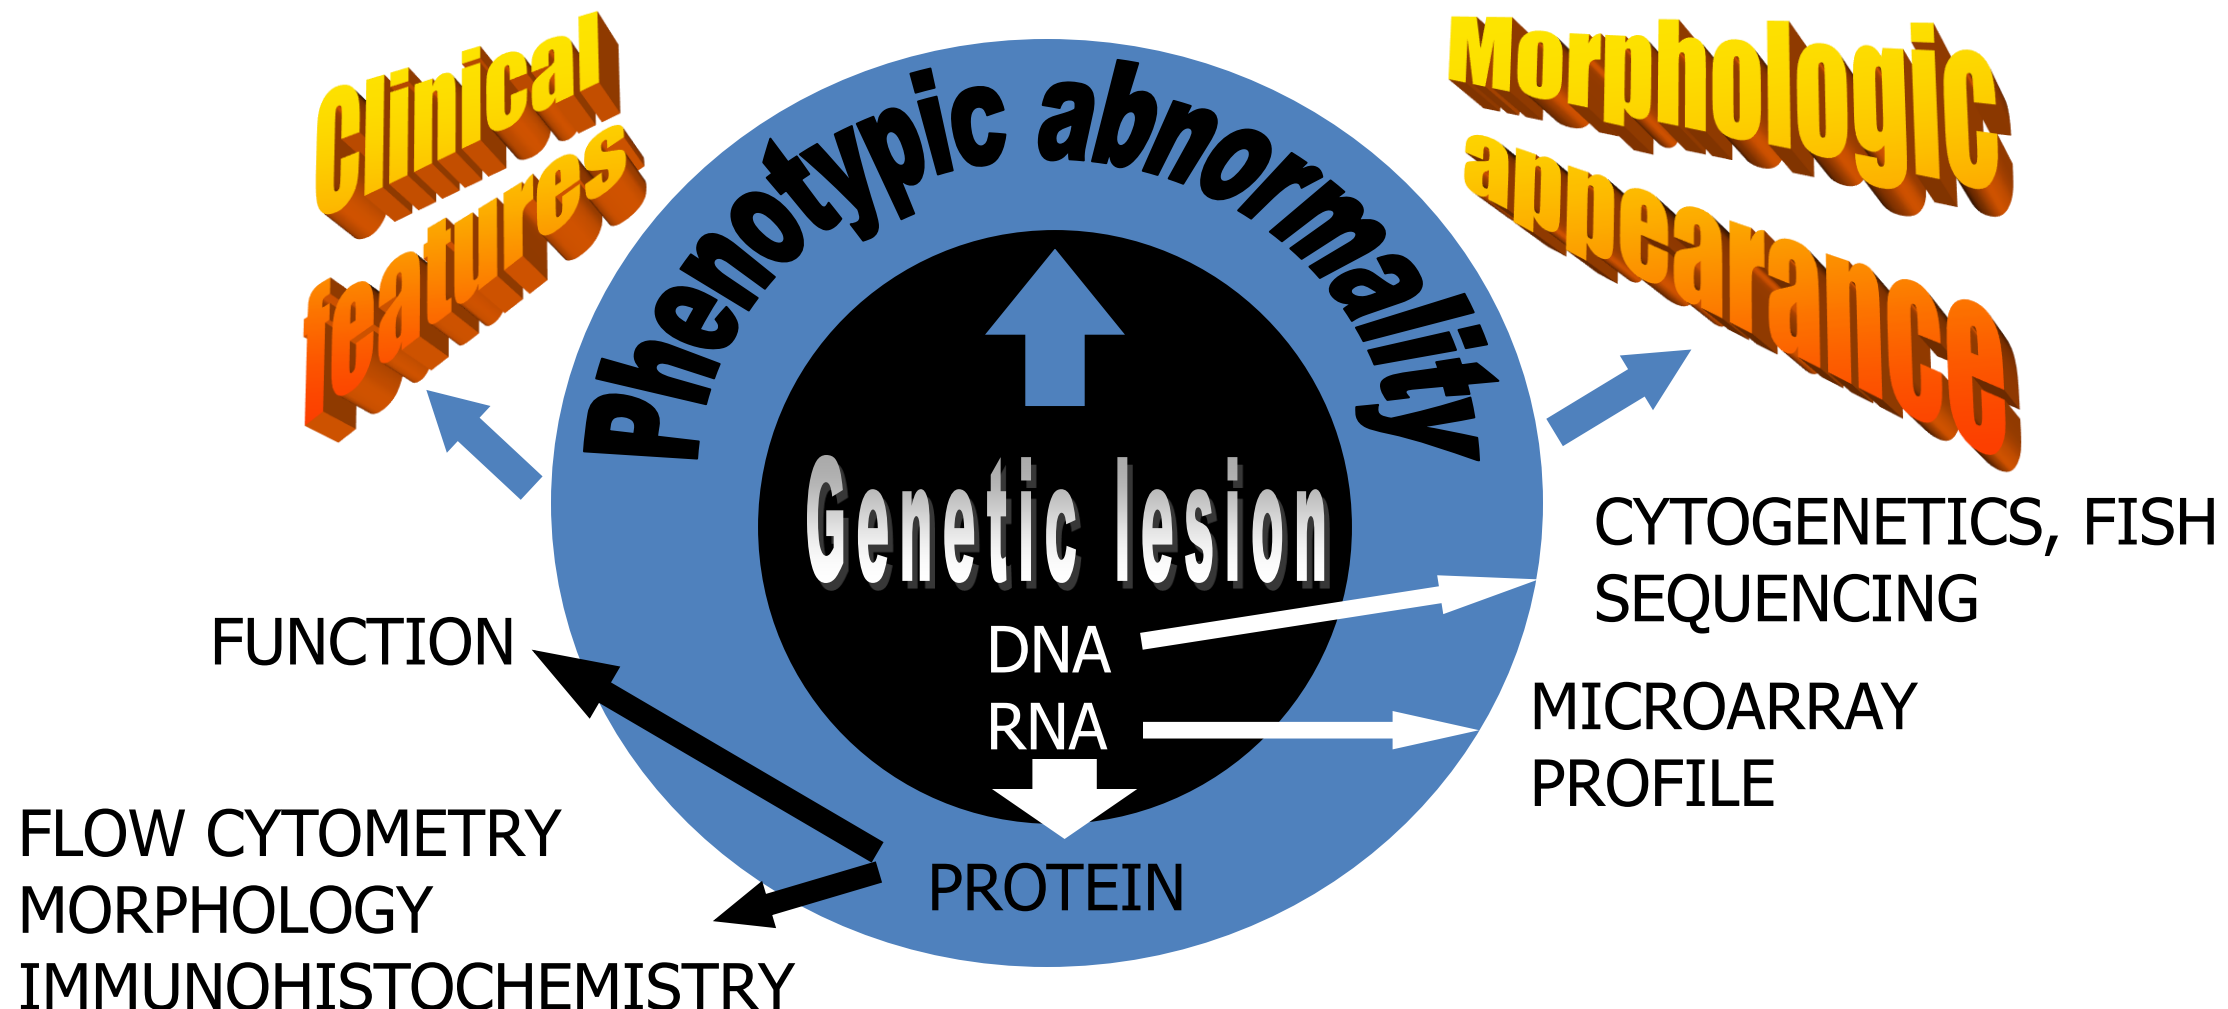 Clinical
features
Phenotypic abnormality
Morphologic
appearance
Genetic lesion
DNA
RNA
PROTEIN
CYTOGENETICS, FISH
SEQUENCING
MICROARRAY
PROFILE
FUNCTION
FLOW CYTOMETRY
MORPHOLOGY
IMMUNOHISTOCHEMISTRY